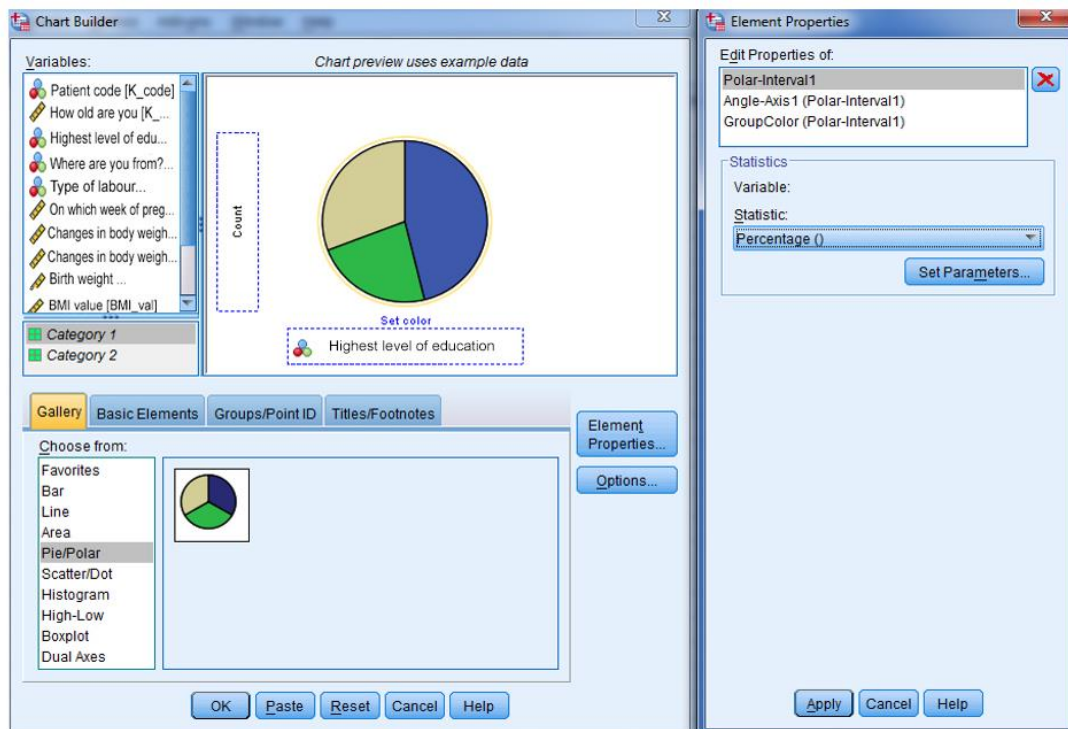 Chart Builder
Variables:
Chart preview uses example data
Patient code [K_code]
How old are you [K_...
Highest level of edu...
Where are you from?...
Type of labour...
On which week of preg...
Changes in body weigh...
Changes in body weigh...
Birth weight ...
BMI value [BMI_val]
Category 1
Category 2
Count
Set color
Highest level of education
Gallery
Basic Elements
Groups/Point ID
Titles/Footnotes
Choose from:
Favorites
Bar
Line
Area
Pie/Polar
Scatter/Dot
Histogram
High-Low
Boxplot
Dual Axes
Element
Properties...
Options...
OK
Paste
Reset
Cancel
Help
Element Properties
Edit Properties of:
Polar-Interval1
Angle-Axis1 (Polar-Interval1)
GroupColor (Polar-Interval1)
Statistics
Variable:
Statistic:
Percentage ()
Set Parameters...
Apply
Cancel
Help